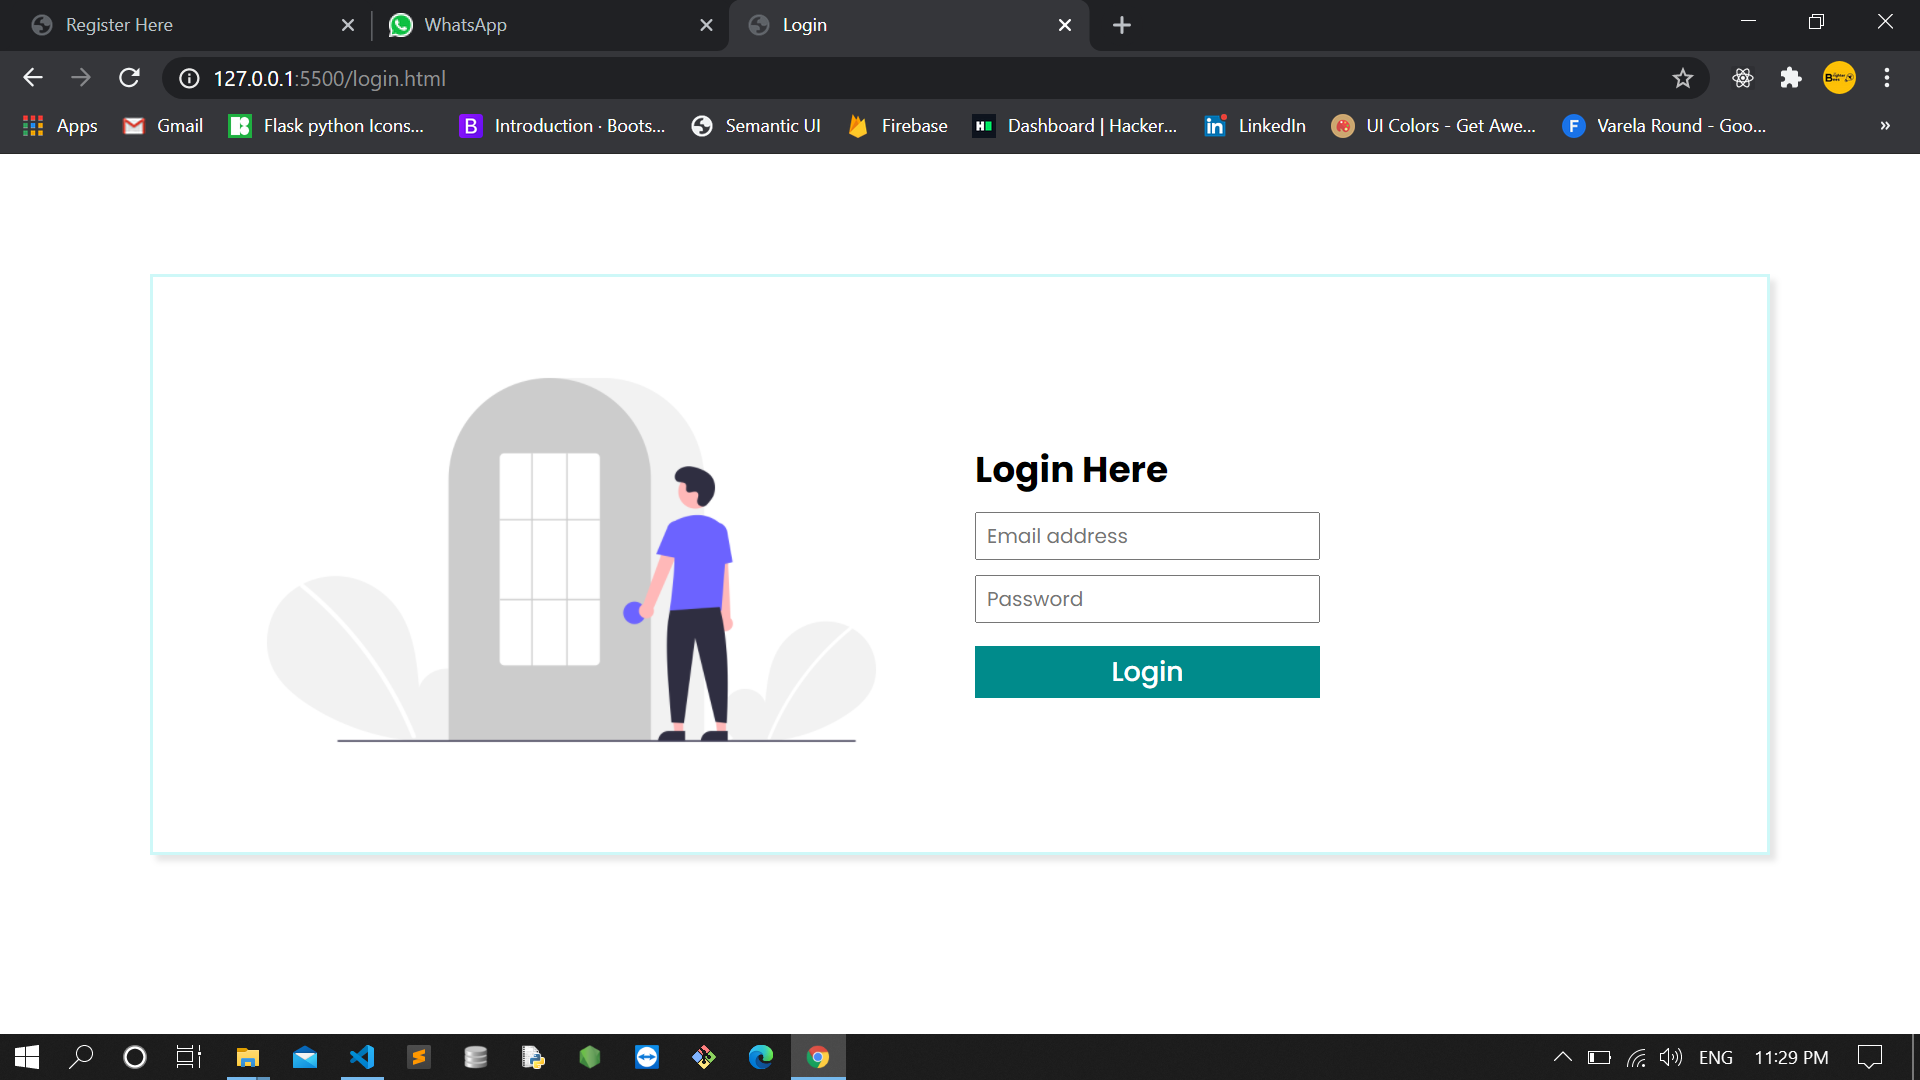 Register Here
WhatsApp
Login
127.0.0.1:5500/login.html
Apps
Gmail
Flask python Icons...
Introduction · Boots...
Semantic UI
Firebase
Dashboard | Hacker...
LinkedIn
UI Colors - Get Awe...
Varela Round - Goo...
»
Login Here
Email address
Password
Login
ENG
11:29 PM